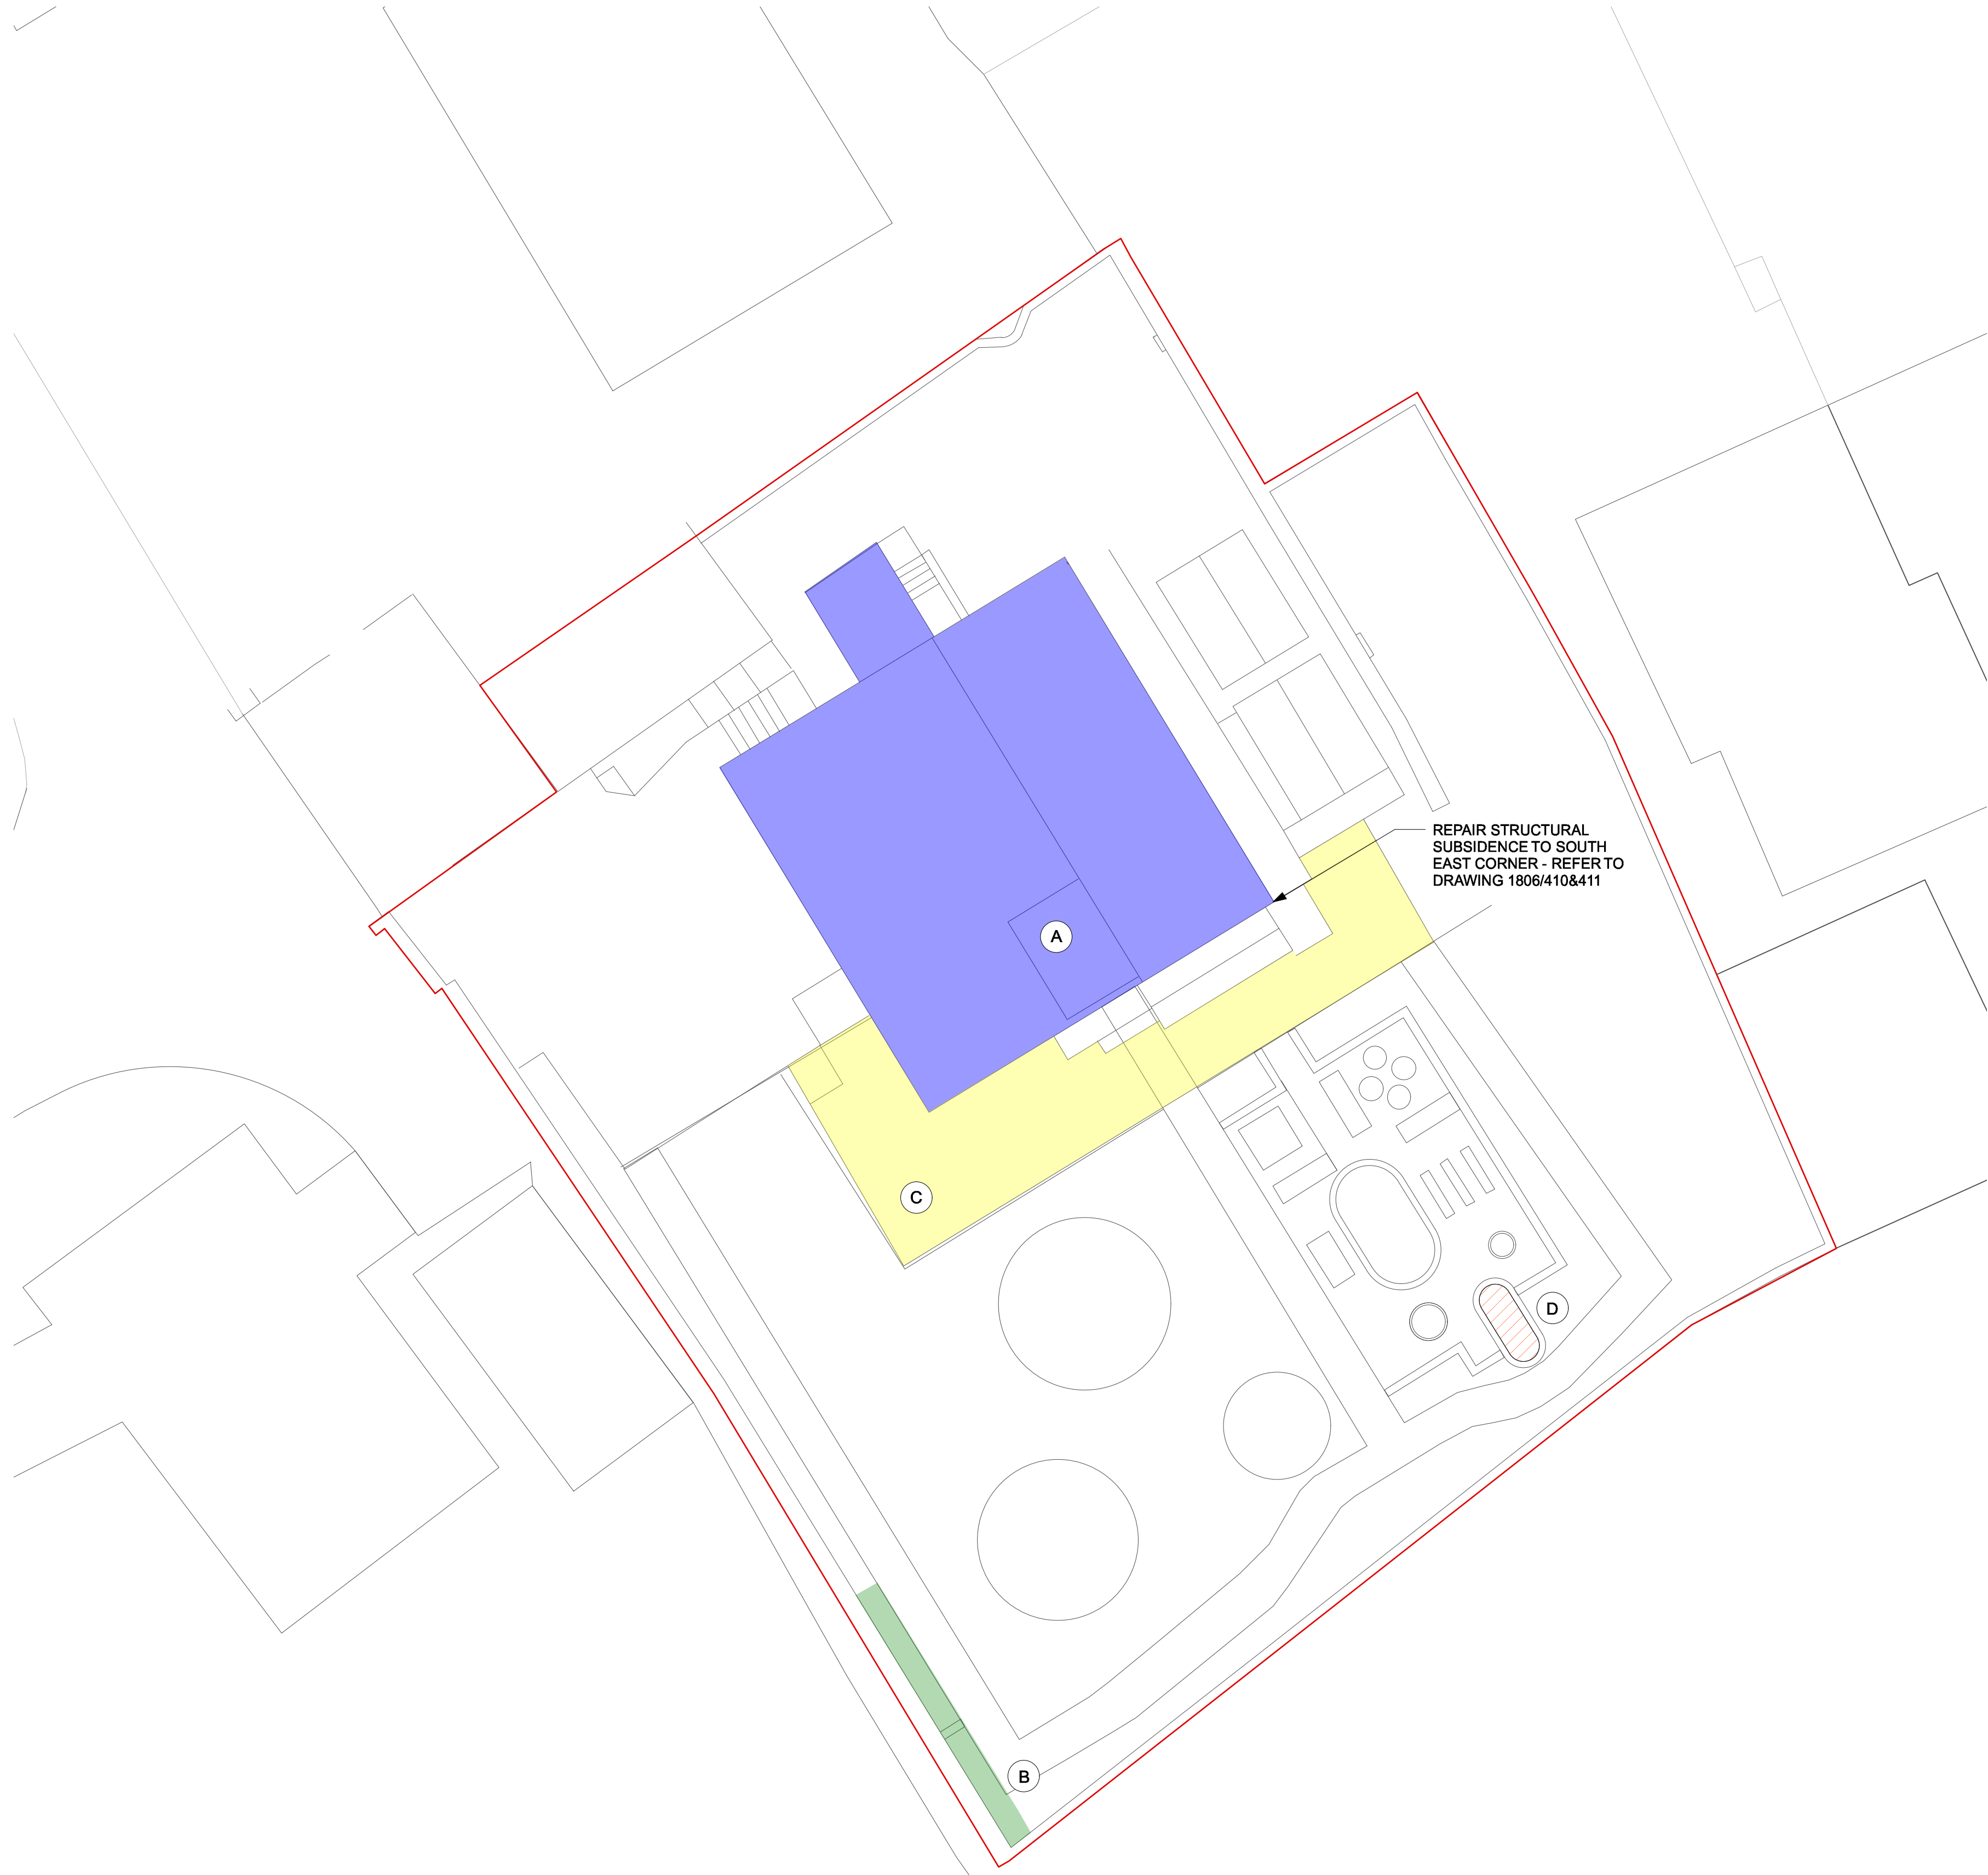 REPAIR STRUCTURAL
SUBSIDENCE TO SOUTH
EAST CORNER - REFER TO
DRAWING 1806/410&411
A
C
D
B